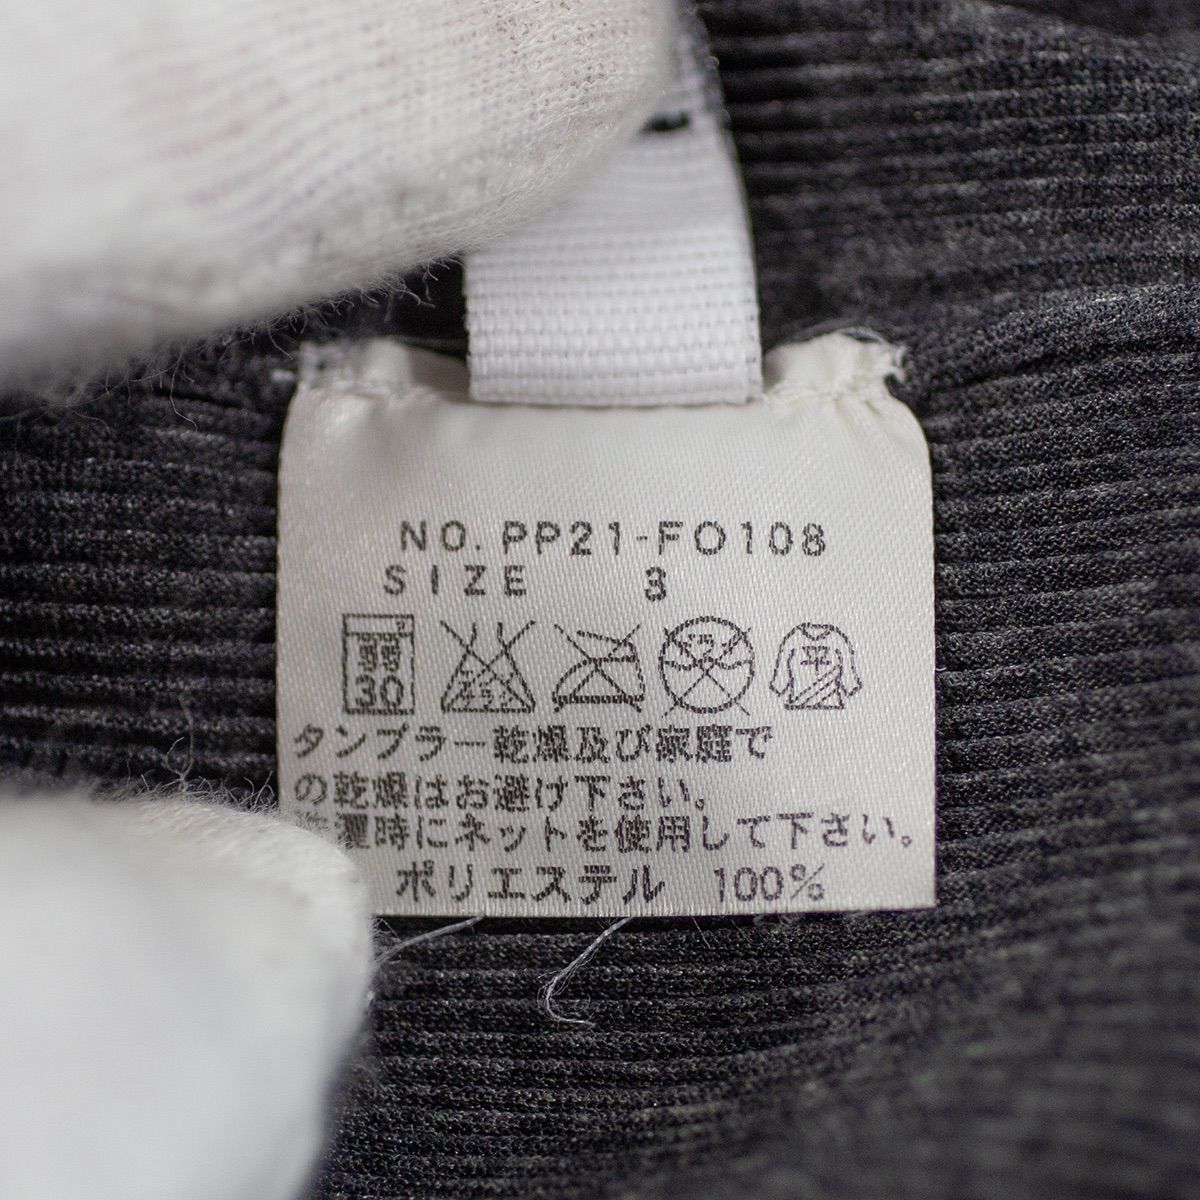 NO. PP21-FO108
SIZE 3
30
平
タンブラー乾燥及び家庭で
の乾燥はお避け下さい。
濯時にネットを使用して下さい。
ポリエステル 100%